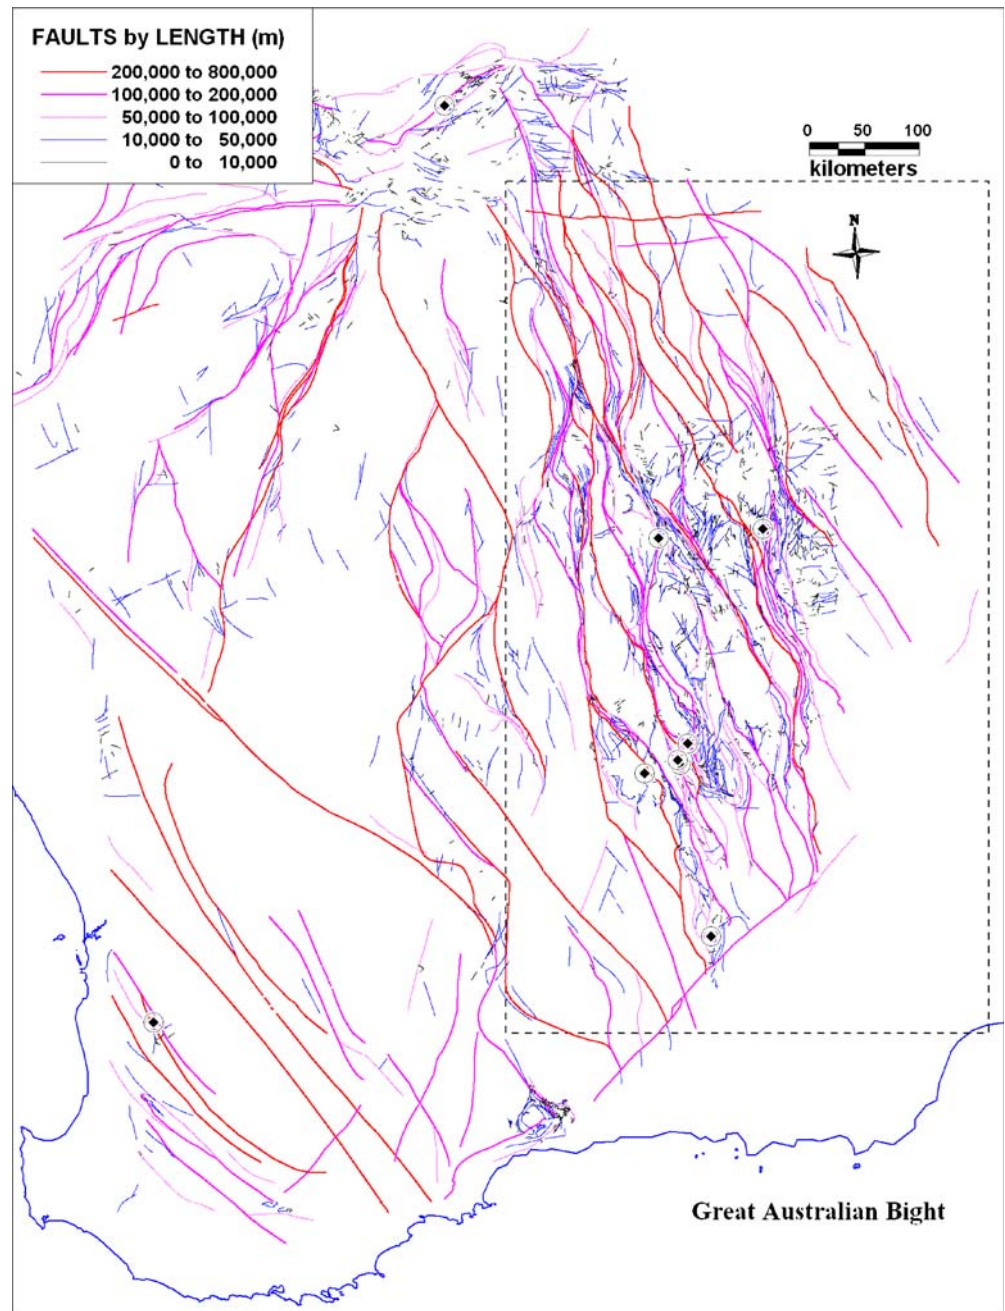 FAULTS by LENGTH (m)
200,000 to 800,000
100,000 to 200,000
50,000 to 100,000
10,000 to 50,000
0 to 10,000
0 50 100
kilometers
N
Great Australian Bight